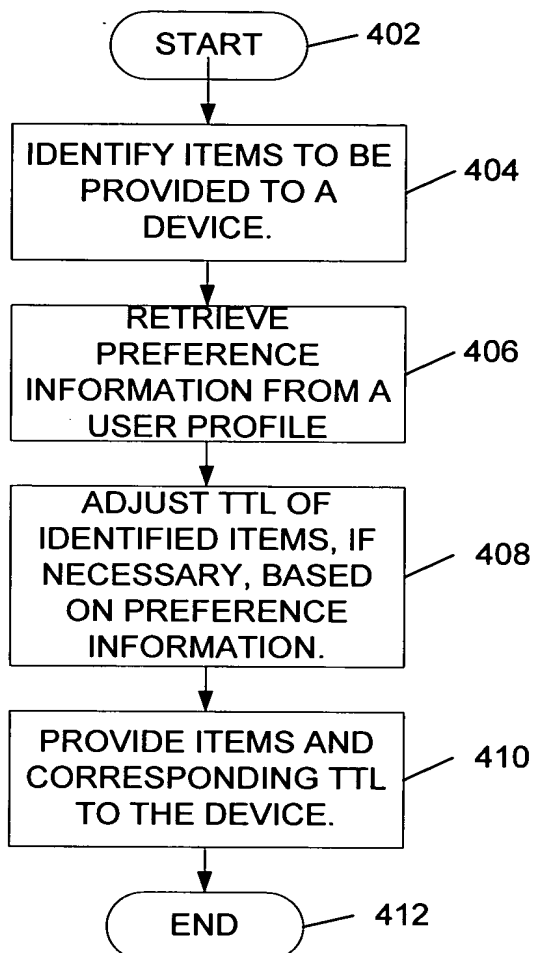 START
402
IDENTIFY ITEMS TO BE
PROVIDED TO A
DEVICE.
404
RETRIEVE
PREFERENCE
INFORMATION FROM A
USER PROFILE
406
ADJUST TTL OF
IDENTIFIED ITEMS, IF
NECESSARY, BASED
ON PREFERENCE
INFORMATION.
408
PROVIDE ITEMS AND
CORRESPONDING TTL
TO THE DEVICE.
410
END
412